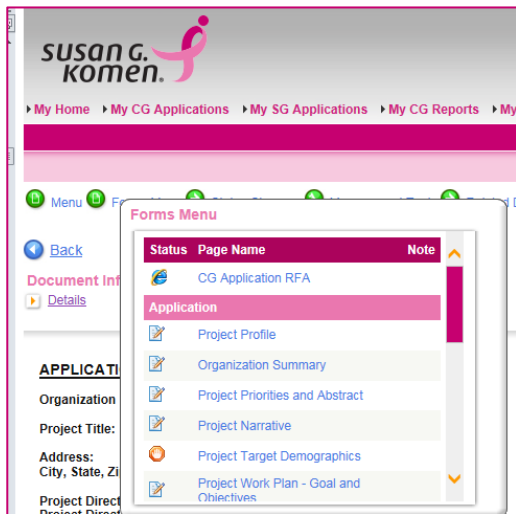 susan g.
komen.
My Home My CG Applications My SG Applications My CG Reports My
Menu
Forms Menu
Back
Status Page Name Note
Document Inf
CG Application RFA
Details
Application
Project Profile
APPLICATI
Organization Summary
Organization
Project Priorities and Abstract
Project Title:
Project Narrative
Address:
Project Target Demographics
City, State, Zi
Project Work Plan - Goal and
Objectives
Project Direct
Project Direct